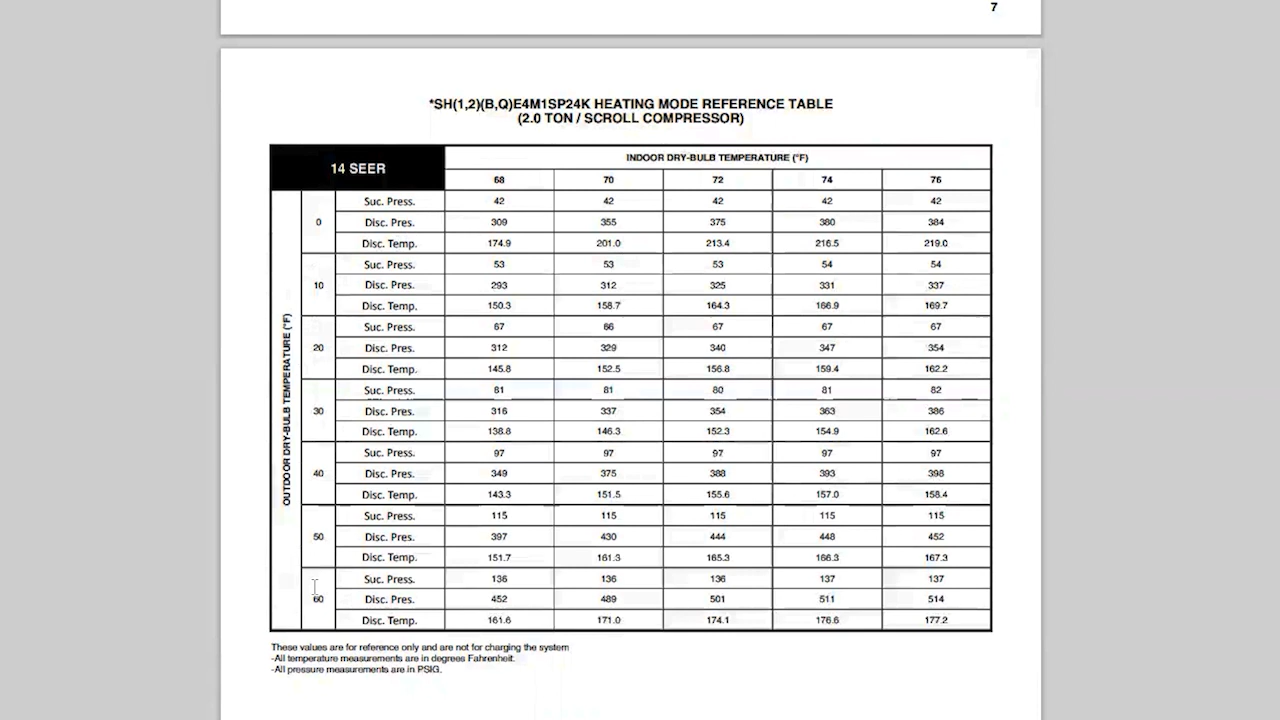 7
*SH(1,2)(B,Q)E4M1SP24K HEATING MODE REFERENCE TABLE
(2.0 TON / SCROLL COMPRESSOR)
14 SEER
INDOOR DRY-BULB TEMPERATURE (°F)
68 70 72 74 76
OUTDOOR DRY-BULB TEMPERATURE (°F)
0
Suc. Press. 42 42 42 42 42
Disc. Pres. 309 355 375 380 384
Disc. Temp. 174.9 201.0 213.4 216.5 219.0
10
Suc. Press. 53 53 53 54 54
Disc. Pres. 293 312 325 331 337
Disc. Temp. 150.3 158.7 164.3 166.9 169.7
20
Suc. Press. 67 66 67 67 67
Disc. Pres. 312 329 340 347 354
Disc. Temp. 145.8 152.5 156.8 159.4 162.2
30
Suc. Press. 81 81 80 81 82
Disc. Pres. 316 337 354 363 386
Disc. Temp. 138.8 146.3 152.3 154.9 162.6
40
Suc. Press. 97 97 97 97 97
Disc. Pres. 349 375 388 393 398
Disc. Temp. 143.3 151.5 155.6 157.0 158.4
50
Suc. Press. 115 115 115 115 115
Disc. Pres. 397 430 444 448 452
Disc. Temp. 151.7 161.3 165.3 166.3 167.3
60
Suc. Press. 136 136 136 137 137
Disc. Pres. 452 489 501 511 514
Disc. Temp. 161.6 171.0 174.1 176.6 177.2
These values are for reference only and are not for charging the system
-All temperature measurements are in degrees Fahrenheit.
-All pressure measurements are in PSIG.